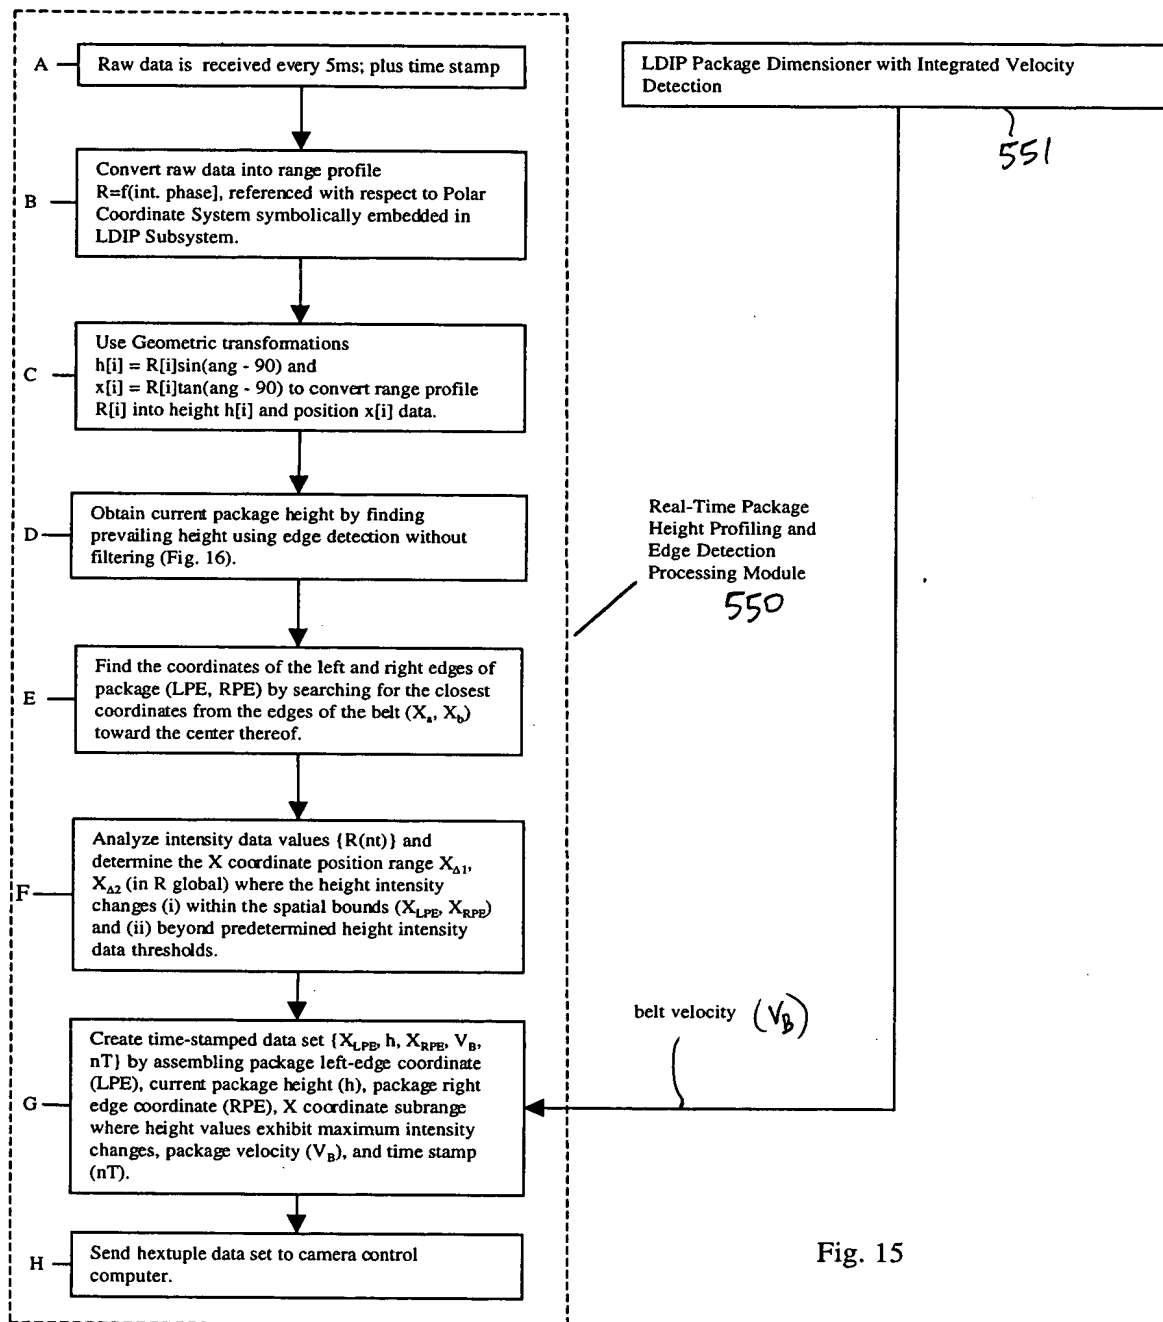 A
Raw data is received every 5ms; plus time stamp
LDIP Package Dimensioner with Integrated Velocity
Detection
551
B
Convert raw data into range profile
R=f(int. phase], referenced with respect to Polar
Coordinate System symbolically embedded in
LDIP Subsystem.
C
Use Geometric transformations
h[i] = R[i]sin(ang - 90) and
x[i] = R[i]tan(ang - 90) to convert range profile
R[i] into height h[i] and position x[i] data.
D
Obtain current package height by finding
prevailing height using edge detection without
filtering (Fig. 16).
Real-Time Package
Height Profiling and
Edge Detection
Processing Module
550
E
Find the coordinates of the left and right edges of
package (LPE, RPE) by searching for the closest
coordinates from the edges of the belt (Xa, Xb)
toward the center thereof.
F
Analyze intensity data values {R(nt)} and
determine the X coordinate position range XΔ1,
XΔ2 (in R global) where the height intensity
changes (i) within the spatial bounds (XLPE, XRPE)
and (ii) beyond predetermined height intensity
data thresholds.
belt velocity (VB)
G
Create time-stamped data set {XLPE, h, XRPE, VB,
nT} by assembling package left-edge coordinate
(LPE), current package height (h), package right
edge coordinate (RPE), X coordinate subrange
where height values exhibit maximum intensity
changes, package velocity (VB), and time stamp
(nT).
H
Send hextuple data set to camera control
computer.
Fig. 15